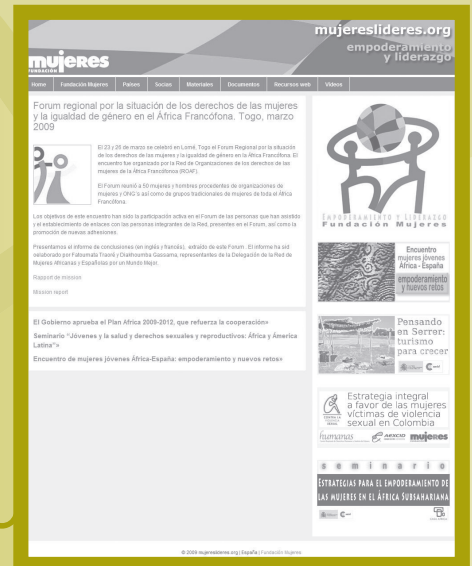 mujereslideres.org
empoderamiento
y liderazgo
mujeres
FUNDACIÓN
Home Fundación Mujeres Países Socias Materiales Documentos Recursos web Vídeos
Forum regional por la situación de los derechos de las mujeres
y la igualdad de género en el África Francófona. Togo, marzo
2009
El 23 y 25 de marzo se celebró en Lomé, Togo el Forum Regional por la situación
de los derechos de las mujeres y la igualdad de género en la África Francófona. El
encuentro fue organizado por la Red de Organizaciones de los derechos de las
mujeres de la África Francofónoa (ROAF).
El Forum reunió a 50 mujeres y hombres procedentes de organizaciones de
mujeres y ONG´s así como de grupos tradicionales de mujeres de toda el África
Francófona.
Los objetivos de este encuentro han sido la participación activa en el Forum de las personas que han asistido
y el establecimiento de enlaces con las personas integrantes de la Red, presentes en el Forum, así como la
promoción de nuevas adhesiones.
Presentamos el informe de conclusiones (en inglés y francés), extraído de este Forum . El informe ha sid
oelaborado por Fatoumata Traoré y Diakhoumba Gassama, representantes de la Delegación de la Red de
Mujeres Africanas y Españolas por un Mundo Mejor.
Rapport de mission
Mission report
El Gobierno aprueba el Plan África 2009-2012, que refuerza la cooperación»
Seminario "Jóvenes y la salud y derechos sexuales y reproductivos: África y América
Latina"»
Encuentro de mujeres jóvenes África-España: empoderamiento y nuevos retos»
EMPODERAMIENTO Y LIDERAZGO
Fundación Mujeres
Encuentro
mujeres jóvenes
África - España
empoderamiento
y nuevos retos
Pensando
en Serrer:
turismo
para crecer
Estrategia integral
a favor de las mujeres
víctimas de violencia
sexual en Colombia
humanas AEXCID mujeres
seminario
ESTRATEGIAS PARA EL EMPODERAMIENTO DE
LAS MUJERES EN EL ÁFRICA SUBSAHARIANA
© 2009 mujereslideres.org | España | Fundación Mujeres